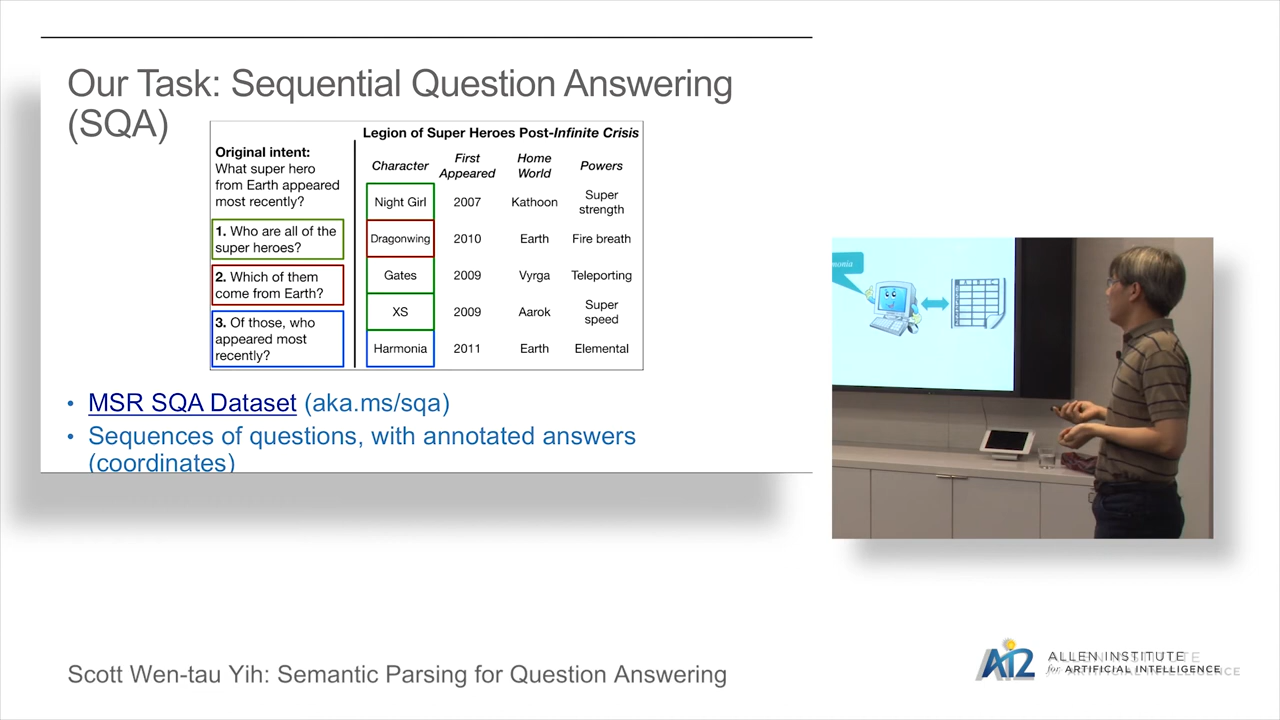 Our Task: Sequential Question Answering
(SQA)
Original intent:
What super hero
from Earth appeared
most recently?
1. Who are all of the
super heroes?
2. Which of them
come from Earth?
3. Of those, who
appeared most
recently?
Legion of Super Heroes Post-Infinite Crisis
Character First Appeared Home World Powers
Night Girl 2007 Kathoon Super strength
Dragonwing 2010 Earth Fire breath
Gates 2009 Vyrga Teleporting
XS 2009 Aarok Super speed
Harmonia 2011 Earth Elemental
• MSR SQA Dataset (aka.ms/sqa)
• Sequences of questions, with annotated answers
(coordinates)
Scott Wen-tau Yih: Semantic Parsing for Question Answering
AI2 ALLEN INSTITUTE
for ARTIFICIAL INTELLIGENCE